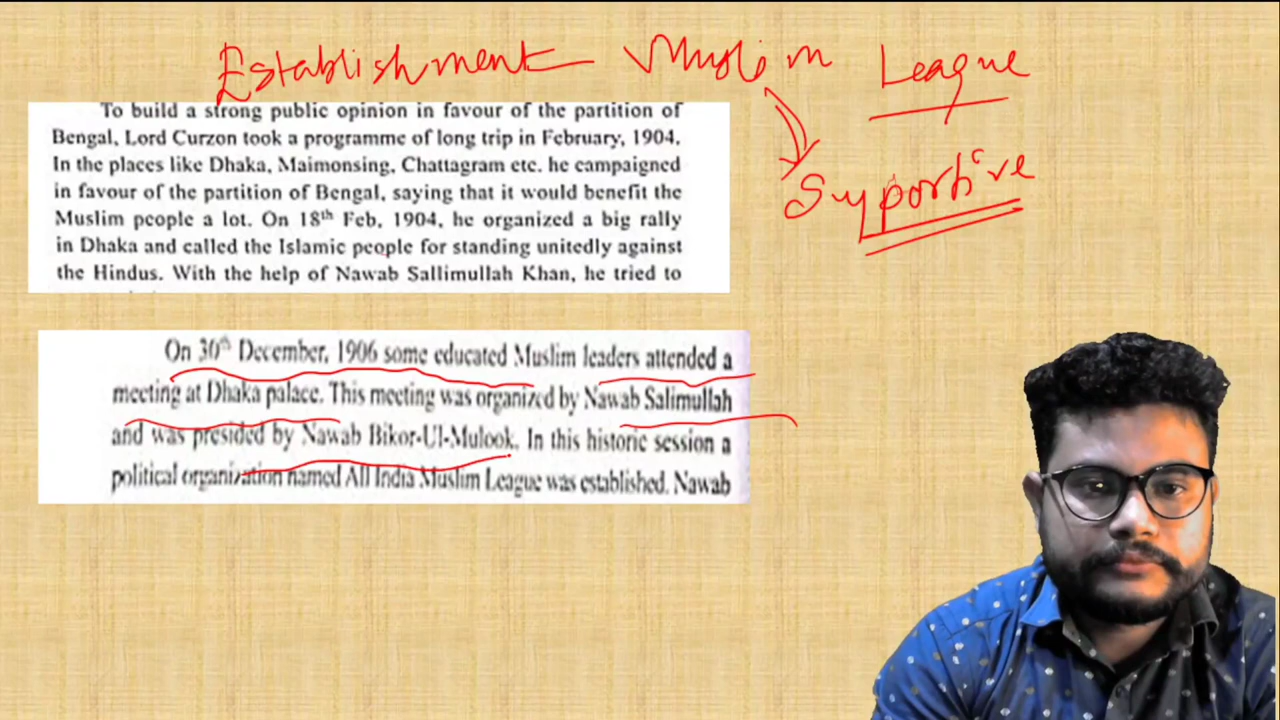 Establishment Muslim League
Supportive
To build a strong public opinion in favour of the partition of
Bengal, Lord Curzon took a programme of long trip in February, 1904.
In the places like Dhaka, Maimonsing, Chattagram etc. he campaigned
in favour of the partition of Bengal, saying that it would benefit the
Muslim people a lot. On 18th Feb, 1904, he organized a big rally
in Dhaka and called the Islamic people for standing unitedly against
the Hindus. With the help of Nawab Sallimullah Khan, he tried to
On 30th December, 1906 some educated Muslim leaders attended a
meeting at Dhaka palace. This meeting was organized by Nawab Salimullah
and was presided by Nawab Bikor-Ul-Mulook. In this historic session a
political organization named All India Muslim League was established. Nawab